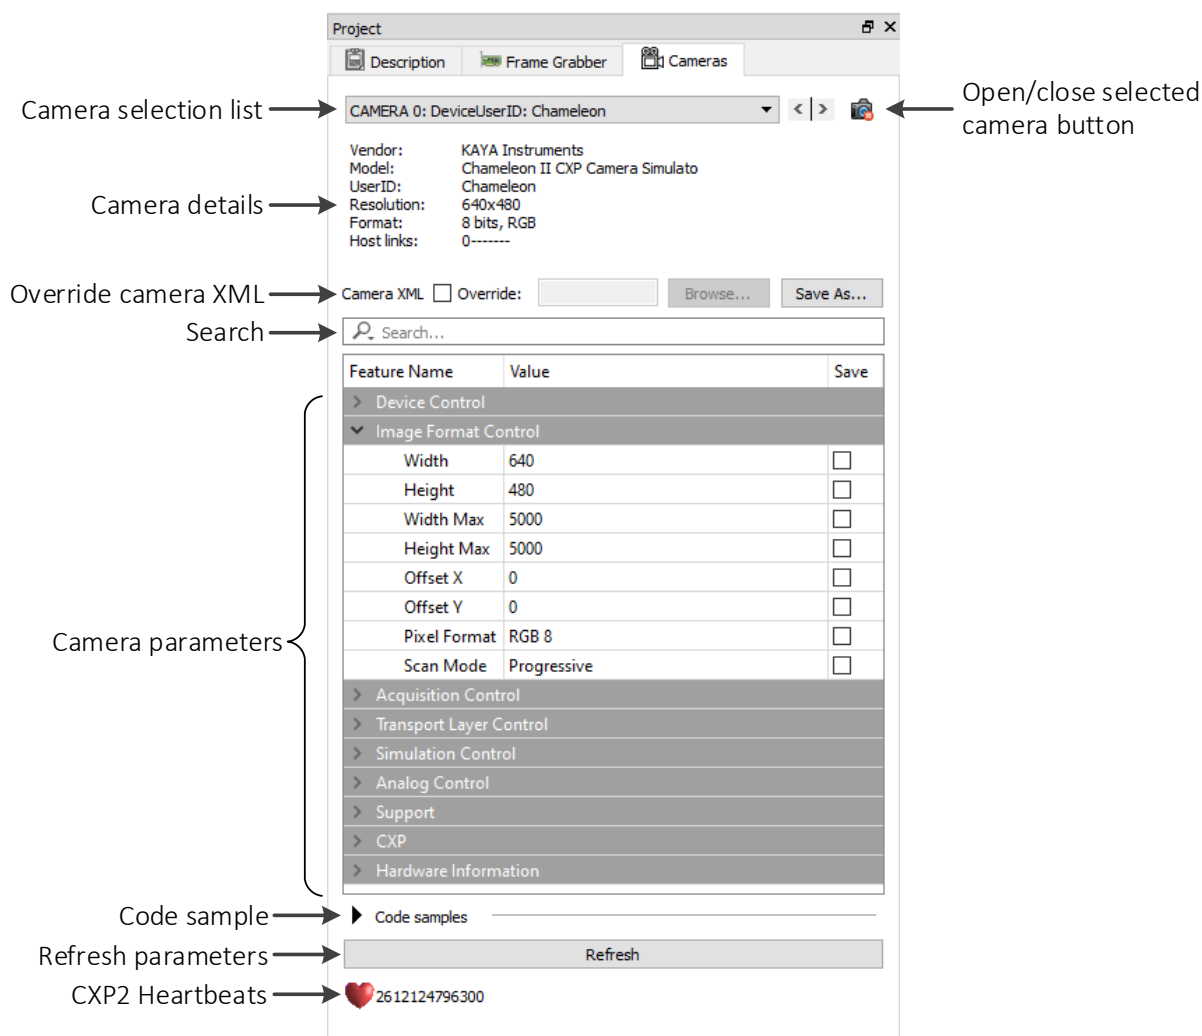 Project
Description Frame Grabber Cameras
Camera selection list CAMERA 0: DeviceUserID: Chameleon < > Open/close selected
camera button
Vendor: KAYA Instruments
Model: Chameleon II CXP Camera Simulato
UserID: Chameleon
Camera details Resolution: 640x480
Format: 8 bits, RGB
Host links: 0-------
Override camera XML Camera XML Override: Browse... Save As...
Search Search...
Feature Name Value Save
Device Control
Image Format Control
Width 640
Height 480
Width Max 5000
Height Max 5000
Offset X 0
Offset Y 0
Camera parameters Pixel Format RGB 8
Scan Mode Progressive
Acquisition Control
Transport Layer Control
Simulation Control
Analog Control
Support
CXP
Hardware Information
Code sample Code samples
Refresh parameters Refresh
CXP2 Heartbeats 2612124796300